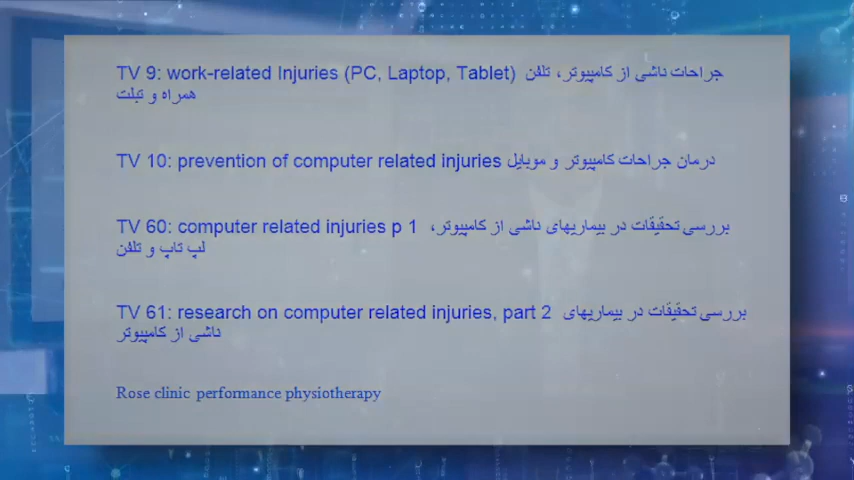 TV 9: work-related Injuries (PC, Laptop, Tablet) جراحات ناشی از کامپیوتر، تلفن
همراه و تبلت
TV 10: prevention of computer related injuries درمان جراحات کامپیوتر و موبایل
TV 60: computer related injuries p 1 بررسی تحقیقات در بیماریهای ناشی از کامپیوتر،
لپ تاپ و تلفن
TV 61: research on computer related injuries, part 2 بررسی تحقیقات در بیماریهای
ناشی از کامپیوتر
Rose clinic performance physiotherapy